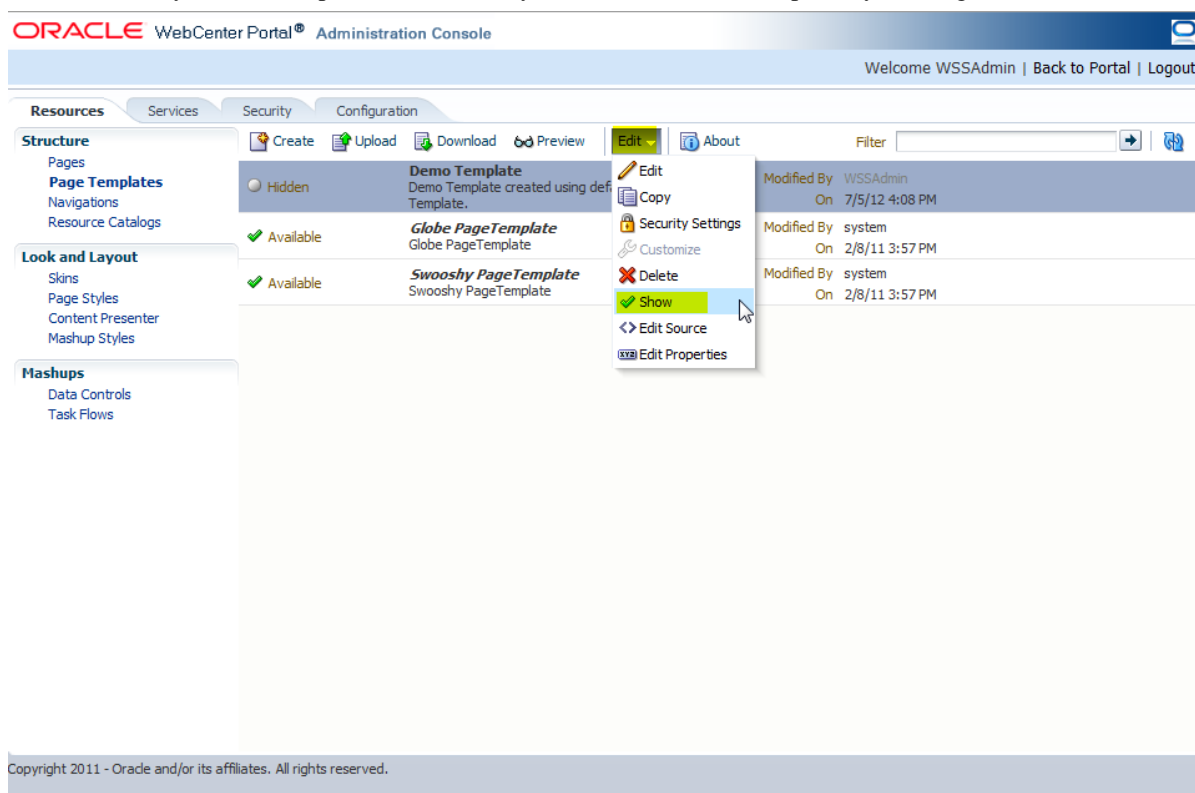 ORACLE WebCenter Portal® Administration Console
Welcome WSSAdmin | Back to Portal | Logout
Resources Services Security Configuration
Structure
Pages
Page Templates
Navigations
Resource Catalogs
Look and Layout
Skins
Page Styles
Content Presenter
Mashup Styles
Mashups
Data Controls
Task Flows
Create Upload Download Preview Edit About Filter
Hidden
Demo Template
Demo Template created using def
Template.
Modified By WSSAdmin
On 7/5/12 4:08 PM
Available
Globe PageTemplate
Globe PageTemplate
Modified By system
On 2/8/11 3:57 PM
Available
Swooshy PageTemplate
Swooshy PageTemplate
Modified By system
On 2/8/11 3:57 PM
Edit
Copy
Security Settings
Customize
Delete
Show
Edit Source
xyz Edit Properties
Copyright 2011 - Oracle and/or its affiliates. All rights reserved.